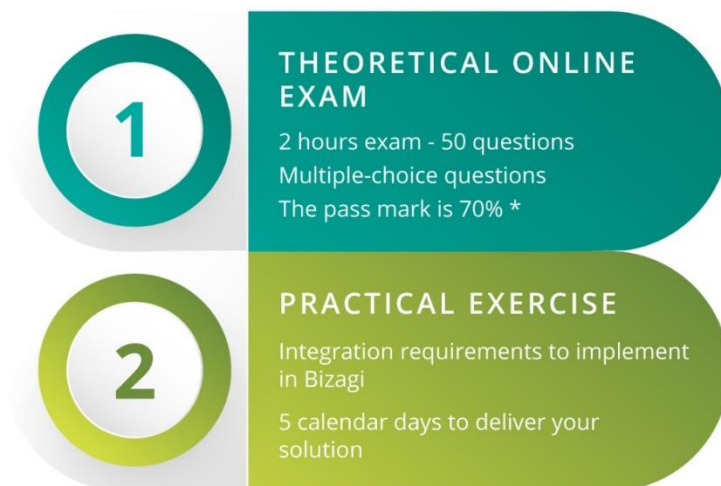 1
THEORETICAL ONLINE
EXAM
2 hours exam - 50 questions
Multiple-choice questions
The pass mark is 70% *
2
PRACTICAL EXERCISE
Integration requirements to implement
in Bizagi
5 calendar days to deliver your
solution